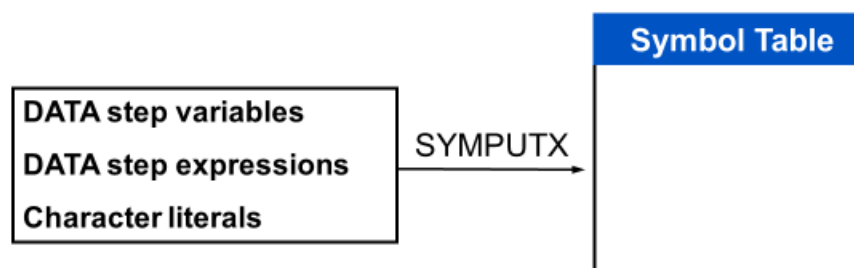 Symbol Table
DATA step variables
DATA step expressions
Character literals
SYMPUTX